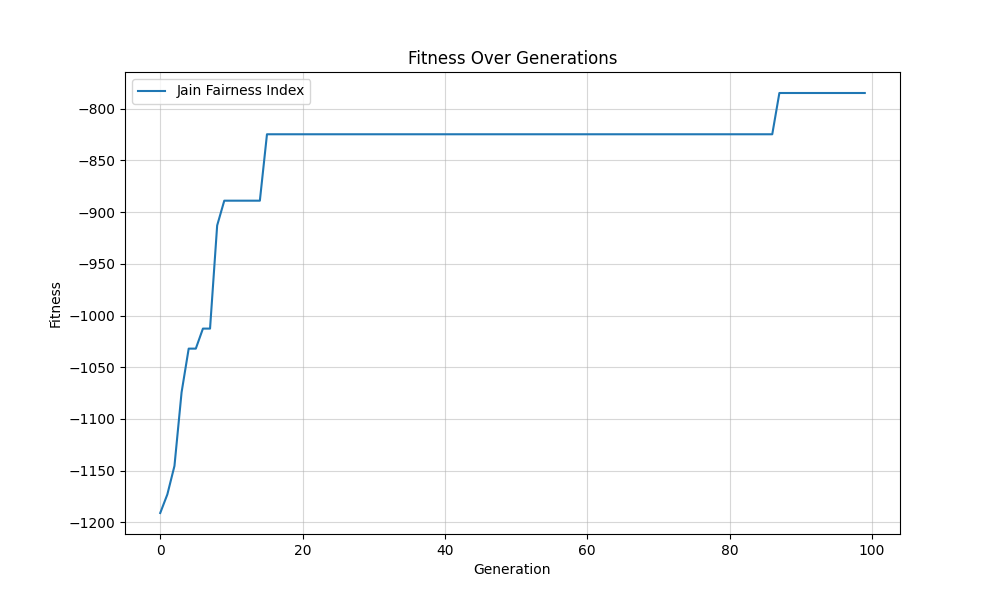 Fitness Over Generations
Jain Fairness Index
−800
−850
−900
−950
−1000
−1050
−1100
−1150
−1200
Fitness
0 20 40 60 80 100
Generation